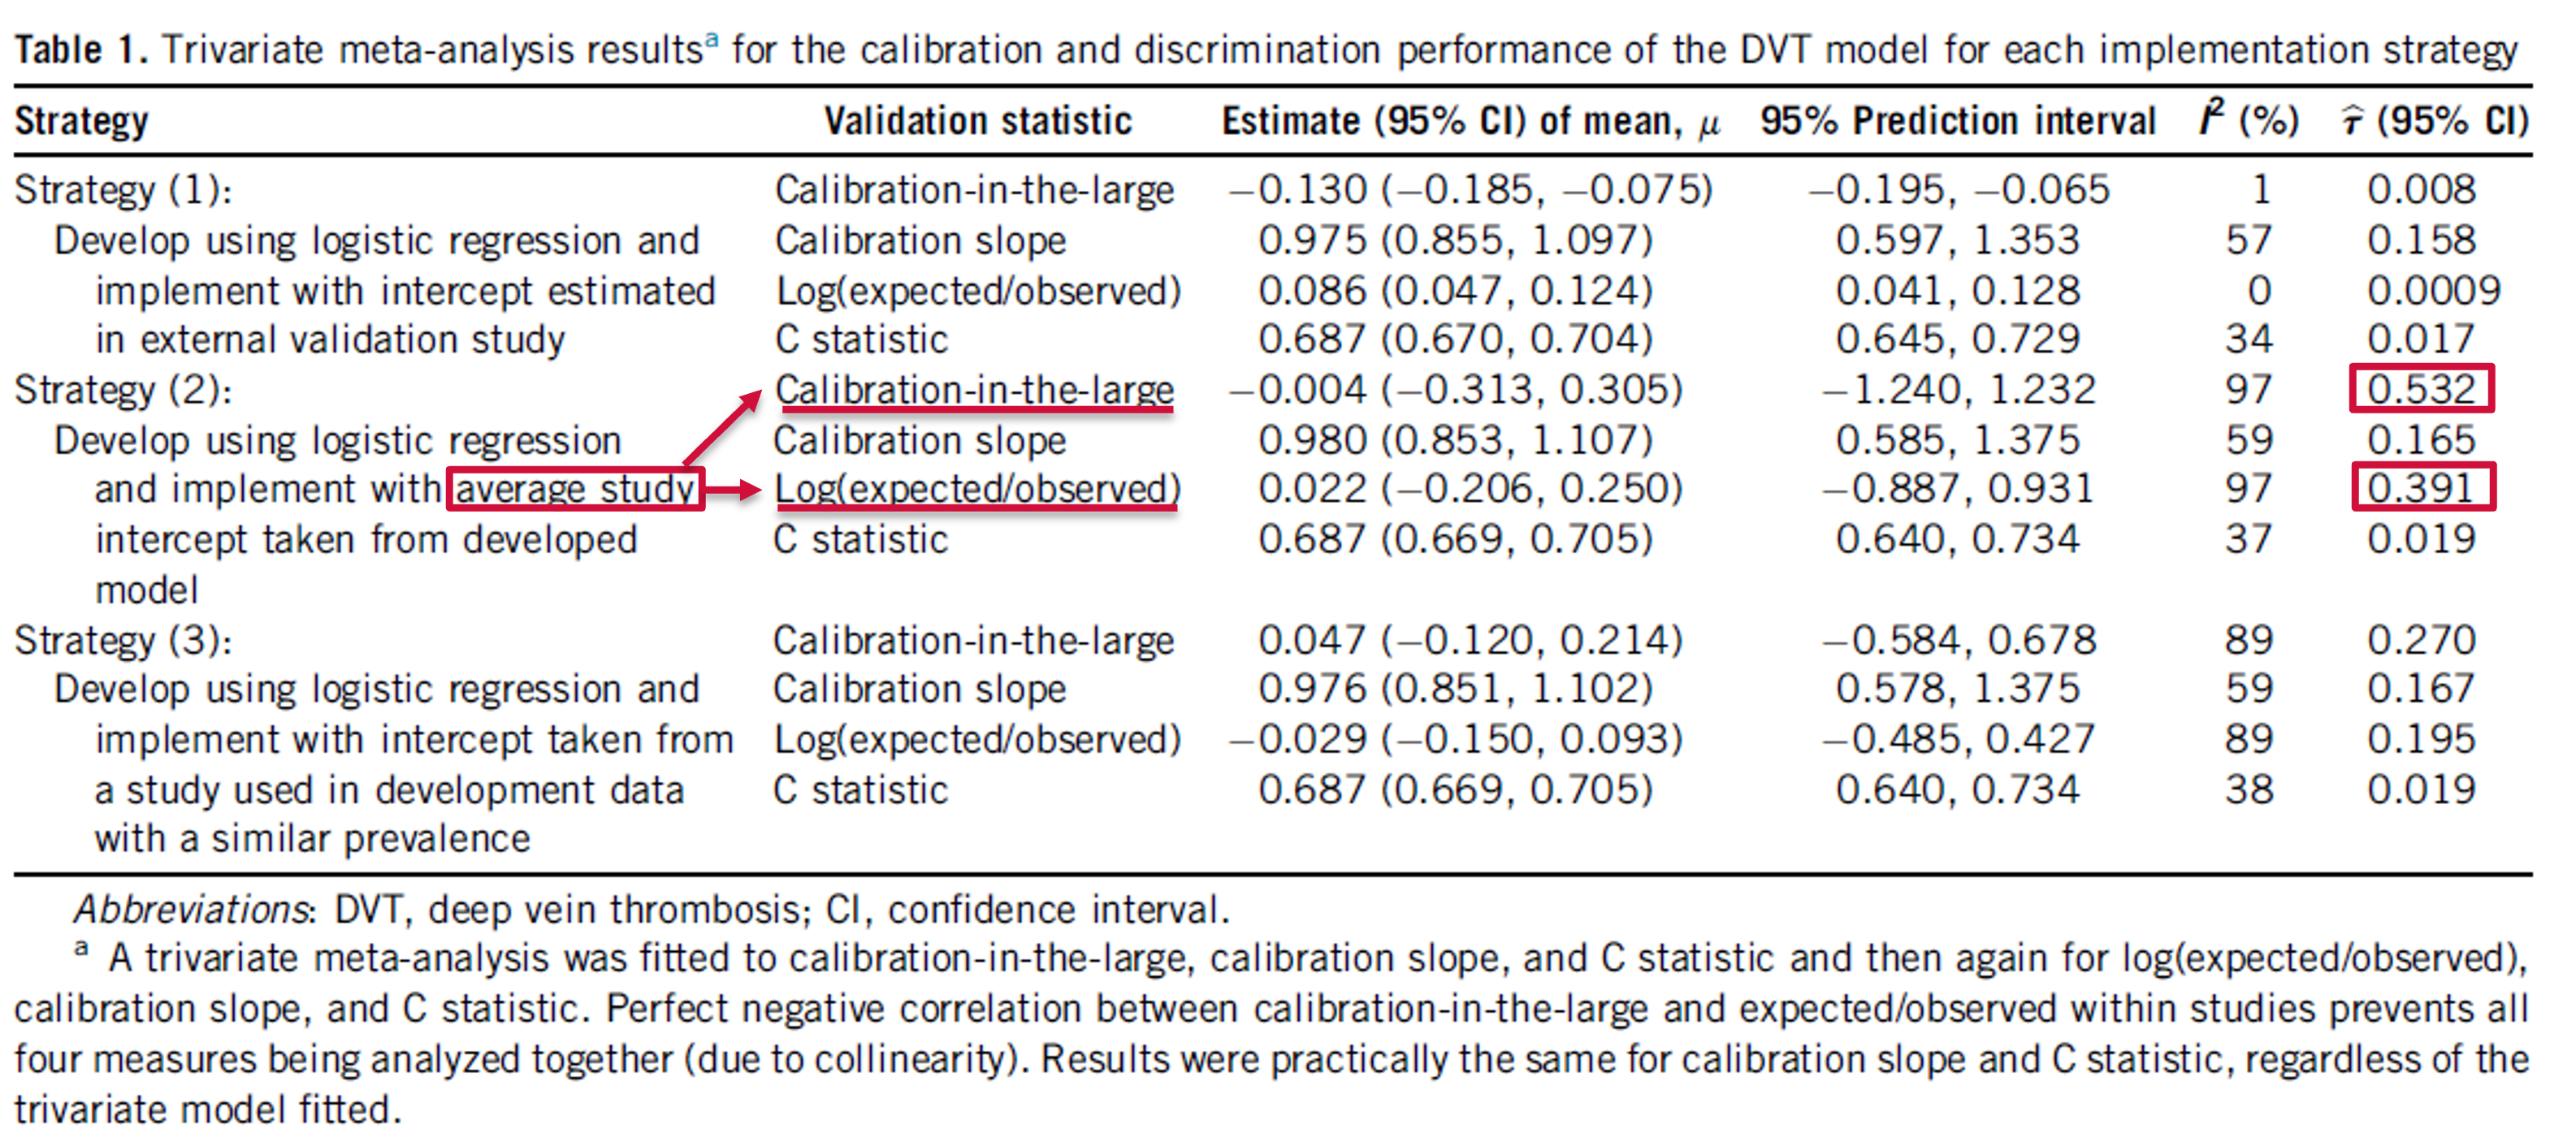 Table 1. Trivariate meta-analysis resultsᵃ for the calibration and discrimination performance of the DVT model for each implementation strategy
Strategy Validation statistic Estimate (95% CI) of mean, μ 95% Prediction interval I² (%) τ̂ (95% CI)
Strategy (1): Calibration-in-the-large −0.130 (−0.185, −0.075) −0.195, −0.065 1 0.008
Develop using logistic regression and Calibration slope 0.975 (0.855, 1.097) 0.597, 1.353 57 0.158
implement with intercept estimated Log(expected/observed) 0.086 (0.047, 0.124) 0.041, 0.128 0 0.0009
in external validation study C statistic 0.687 (0.670, 0.704) 0.645, 0.729 34 0.017
Strategy (2): Calibration-in-the-large −0.004 (−0.313, 0.305) −1.240, 1.232 97 0.532
Develop using logistic regression Calibration slope 0.980 (0.853, 1.107) 0.585, 1.375 59 0.165
and implement with average study Log(expected/observed) 0.022 (−0.206, 0.250) −0.887, 0.931 97 0.391
intercept taken from developed C statistic 0.687 (0.669, 0.705) 0.640, 0.734 37 0.019
model
Strategy (3): Calibration-in-the-large 0.047 (−0.120, 0.214) −0.584, 0.678 89 0.270
Develop using logistic regression and Calibration slope 0.976 (0.851, 1.102) 0.578, 1.375 59 0.167
implement with intercept taken from Log(expected/observed) −0.029 (−0.150, 0.093) −0.485, 0.427 89 0.195
a study used in development data C statistic 0.687 (0.669, 0.705) 0.640, 0.734 38 0.019
with a similar prevalence
Abbreviations: DVT, deep vein thrombosis; CI, confidence interval.
ᵃ A trivariate meta-analysis was fitted to calibration-in-the-large, calibration slope, and C statistic and then again for log(expected/observed),
calibration slope, and C statistic. Perfect negative correlation between calibration-in-the-large and expected/observed within studies prevents all
four measures being analyzed together (due to collinearity). Results were practically the same for calibration slope and C statistic, regardless of the
trivariate model fitted.